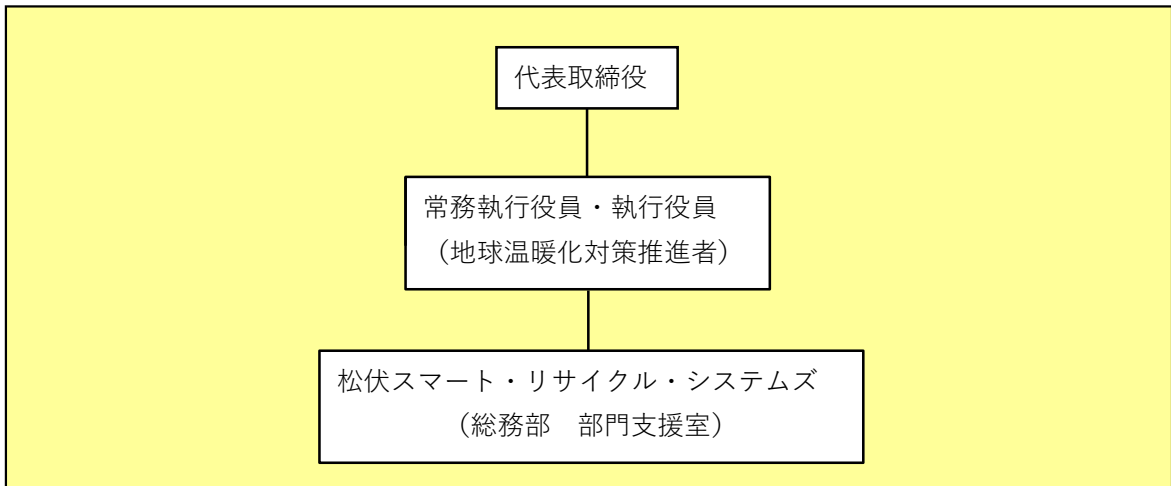 代表取締役
常務執行役員・執行役員
（地球温暖化対策推進者）
松伏スマート・リサイクル・システムズ
（総務部　部門支援室）